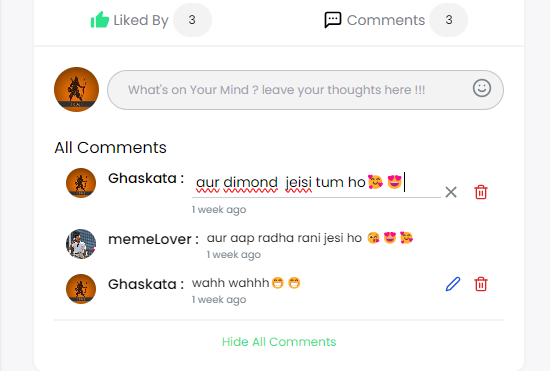 Liked By 3 Comments 3
What's on Your Mind ? leave your thoughts here !!!
All Comments
Ghaskata : aur dimond jeisi tum ho🥰 😍
1 week ago
memeLover : aur aap radha rani jesi ho 😘 😍 🥰
1 week ago
Ghaskata : wahh wahhh😁 😁
1 week ago
Hide All Comments